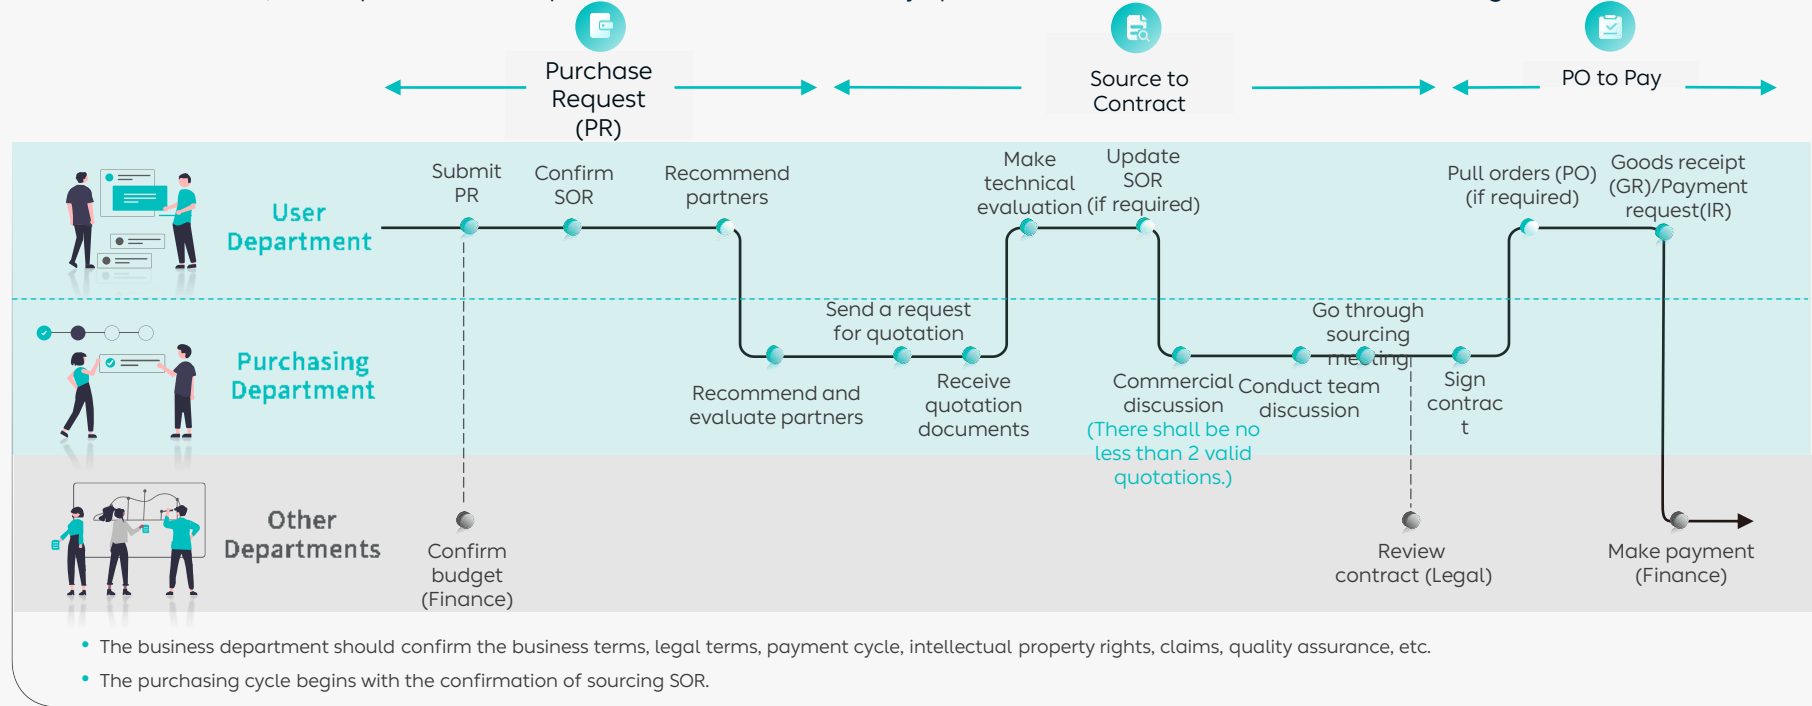 Purchase
Request
(PR)
Source to
Contract
PO to Pay
User
Department
Submit
PR
Confirm
SOR
Recommend
partners
Make
technical
evaluation
Update
SOR
(if required)
Pull orders (PO)
(if required)
Goods receipt
(GR)/Payment
request(IR)
Purchasing
Department
Recommend and
evaluate partners
Send a request
for quotation
Receive
quotation
documents
Commercial
discussion
(There shall be no
less than 2 valid
quotations.)
Conduct team
discussion
Go through
sourcing
meeting
Sign
contrac
t
Other
Departments
Confirm
budget
(Finance)
Review
contract (Legal)
Make payment
(Finance)
• The business department should confirm the business terms, legal terms, payment cycle, intellectual property rights, claims, quality assurance, etc.
• The purchasing cycle begins with the confirmation of sourcing SOR.